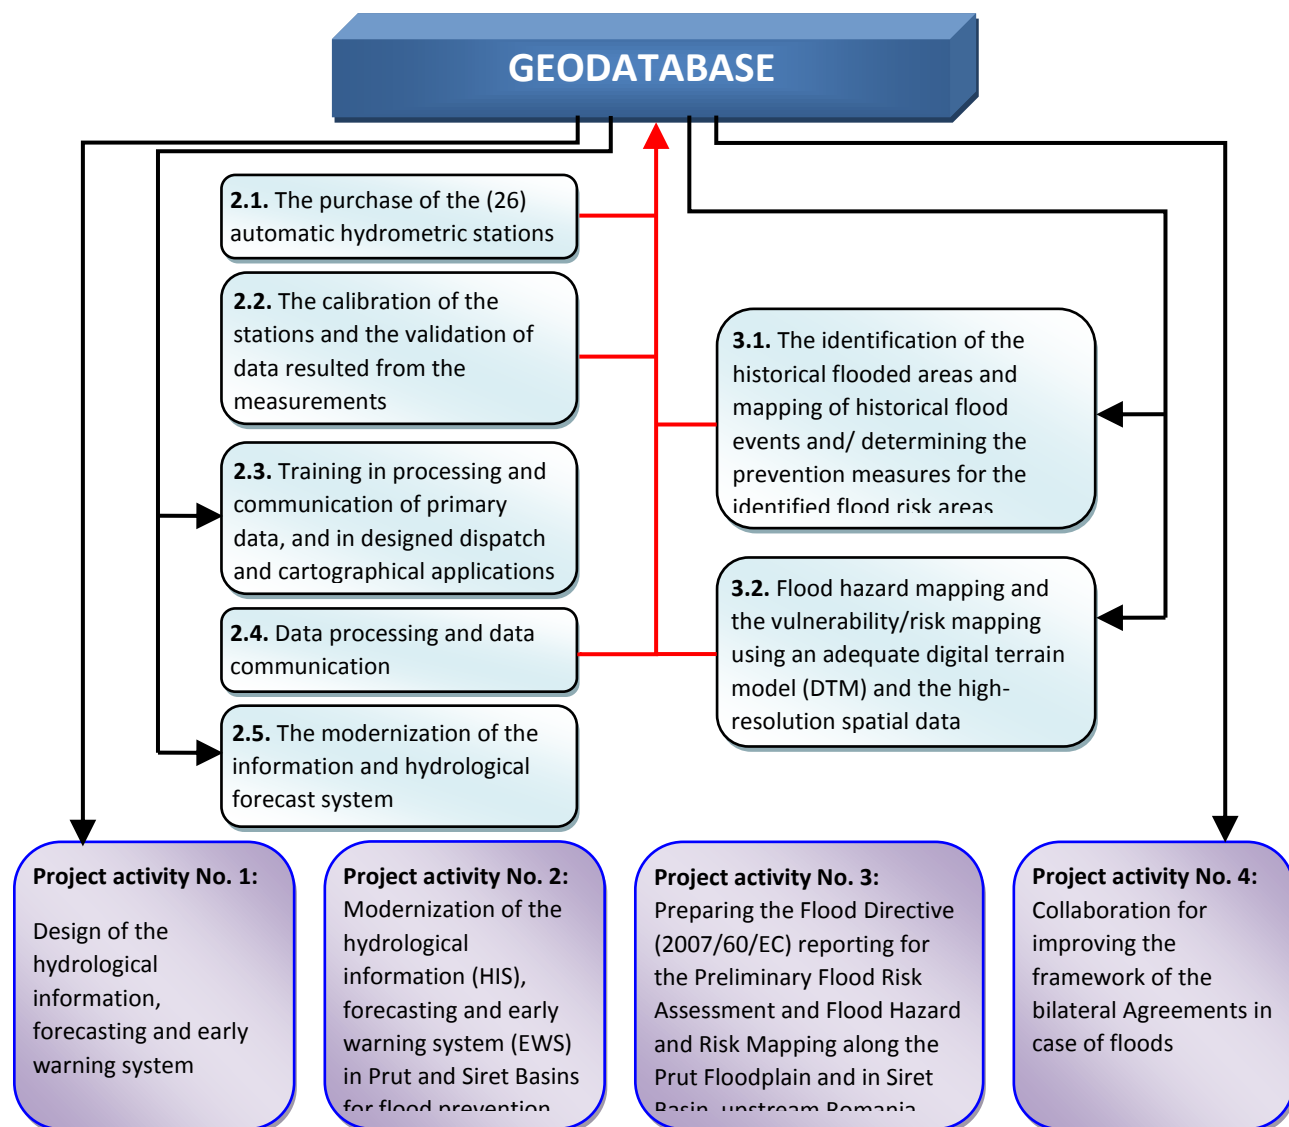 GEODATABASE
2.1. The purchase of the (26)
automatic hydrometric stations
2.2. The calibration of the
stations and the validation of
data resulted from the
measurements
2.3. Training in processing and
communication of primary
data, and in designed dispatch
and cartographical applications
2.4. Data processing and data
communication
2.5. The modernization of the
information and hydrological
forecast system
3.1. The identification of the
historical flooded areas and
mapping of historical flood
events and/ determining the
prevention measures for the
identified flood risk areas
3.2. Flood hazard mapping and
the vulnerability/risk mapping
using an adequate digital terrain
model (DTM) and the high-
resolution spatial data
Project activity No. 1:
Design of the
hydrological
information,
forecasting and early
warning system
Project activity No. 2:
Modernization of the
hydrological
information (HIS),
forecasting and early
warning system (EWS)
in Prut and Siret Basins
for flood prevention
Project activity No. 3:
Preparing the Flood Directive
(2007/60/EC) reporting for
the Preliminary Flood Risk
Assessment and Flood Hazard
and Risk Mapping along the
Prut Floodplain and in Siret
Basin, upstream Romania
Project activity No. 4:
Collaboration for
improving the
framework of the
bilateral Agreements in
case of floods